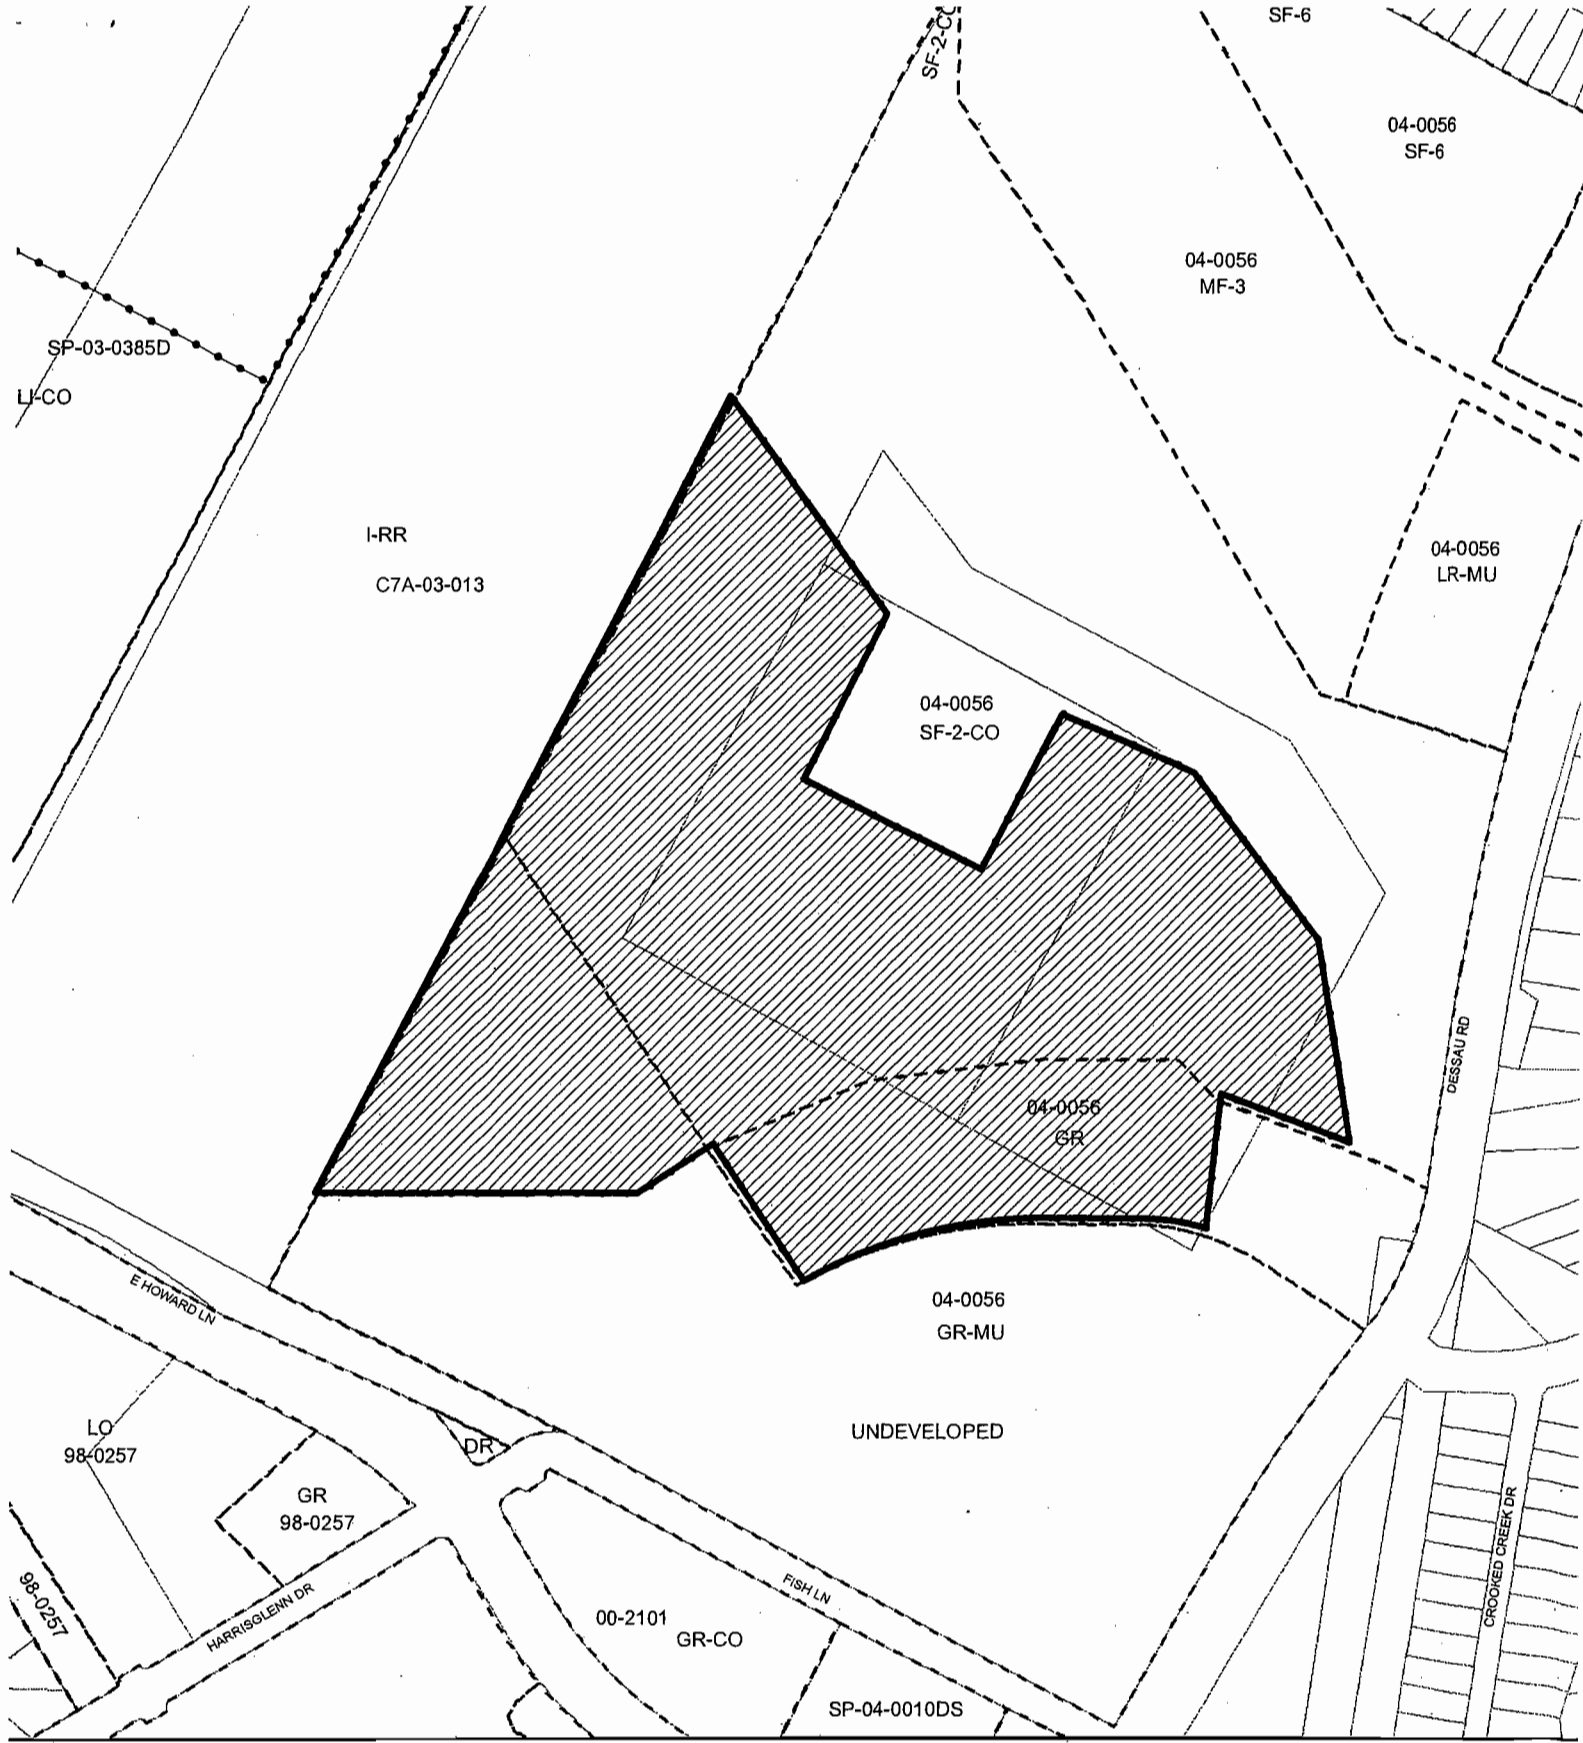 SF-6
SF-2-CO
04-0056
SF-6
04-0056
MF-3
SP-03-0385D
LI-CO
I-RR
C7A-03-013
04-0056
LR-MU
04-0056
SF-2-CO
DESSAU RD
04-0056
GR
04-0056
GR-MU
E HOWARD LN
UNDEVELOPED
LO
98-0257
DR
GR
98-0257
98-0257
HARRISGLENN DR
FISH LN
CROOKED CREEK DR
00-2101
GR-CO
SP-04-0010DS